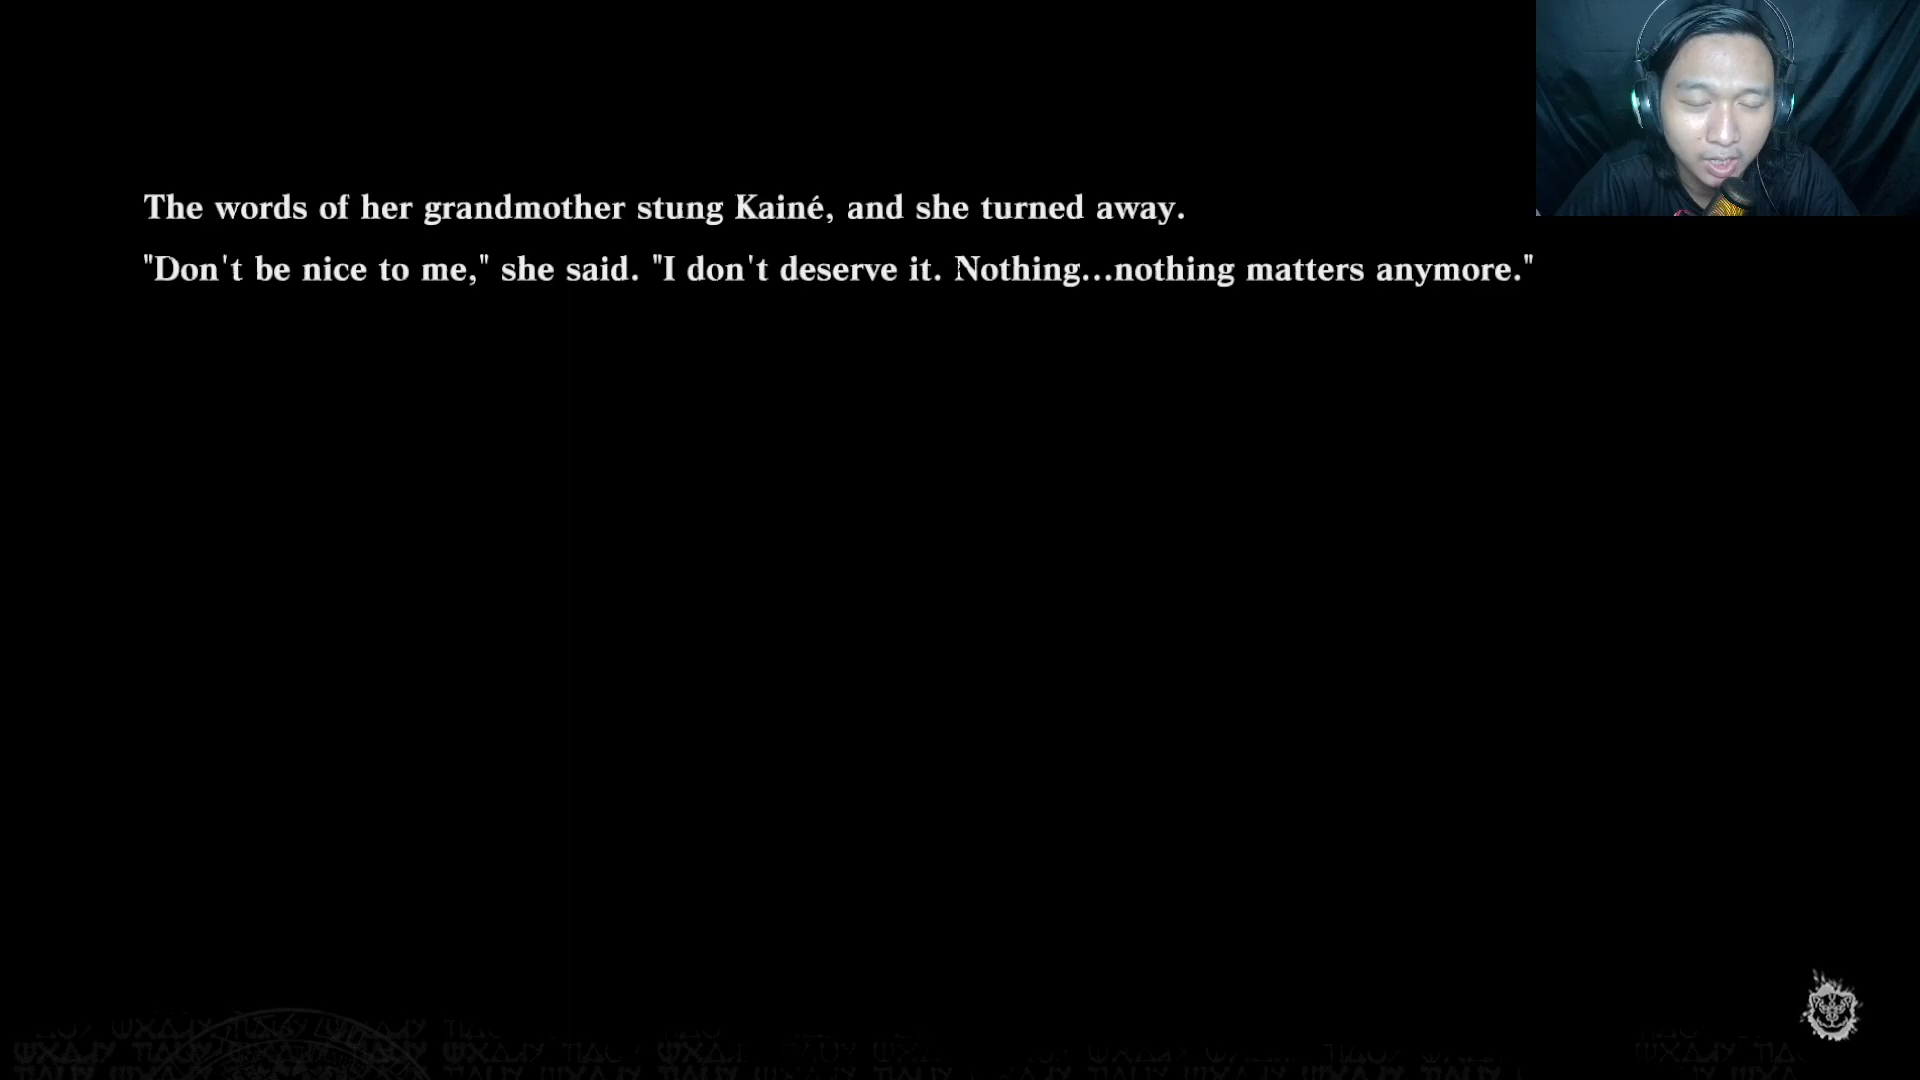 The words of her grandmother stung Kainé, and she turned away.
"Don't be nice to me," she said. "I don't deserve it. Nothing...nothing matters anymore."